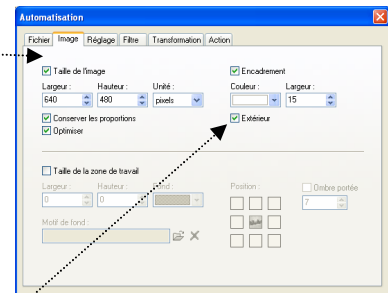 Automatisation
Fichier Image Réglage Filtre Transformation Action
Taille de l'image Encadrement
Largeur : Hauteur : Unité : Couleur : Largeur :
640 480 pixels 15
Conserver les proportions Extérieur
Optimiser
Taille de la zone de travail
Largeur : Hauteur : Fond : Position : Ombre portée
0 0 7
Motif de fond :